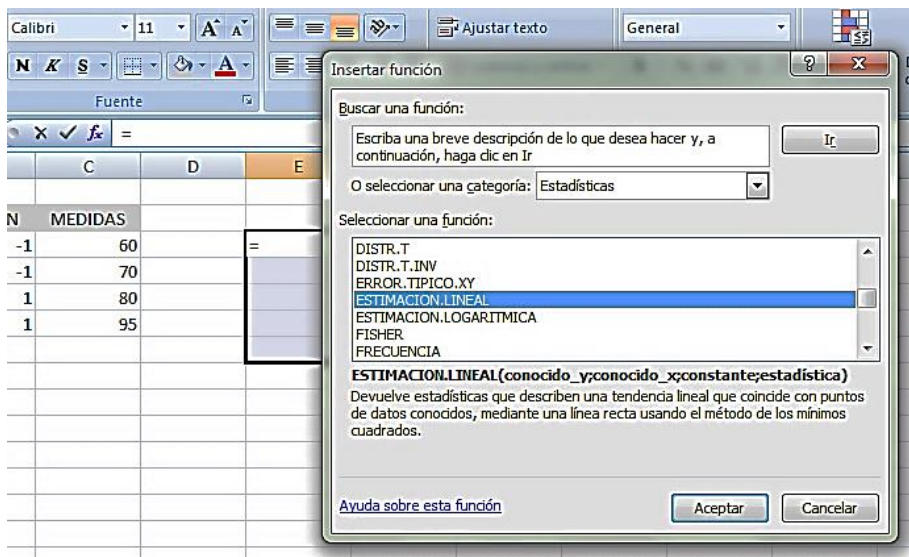 Calibri 11 A A Ajustar texto General
N K S A
Fuente
Insertar función
Buscar una función:
Escriba una breve descripción de lo que desea hacer y, a
continuación, haga clic en Ir
Ir
O seleccionar una categoría: Estadísticas
Seleccionar una función:
DISTR.T
DISTR.T.INV
ERROR.TIPICO.XY
ESTIMACION.LINEAL
ESTIMACION.LOGARITMICA
FISHER
FRECUENCIA
ESTIMACION.LINEAL(conocido_y;conocido_x;constante;estadística)
Devuelve estadísticas que describen una tendencia lineal que coincide con puntos
de datos conocidos, mediante una línea recta usando el método de los mínimos
cuadrados.
Ayuda sobre esta función
Aceptar Cancelar
fx =
C D E
N MEDIDAS
-1 60 =
-1 70
1 80
1 95